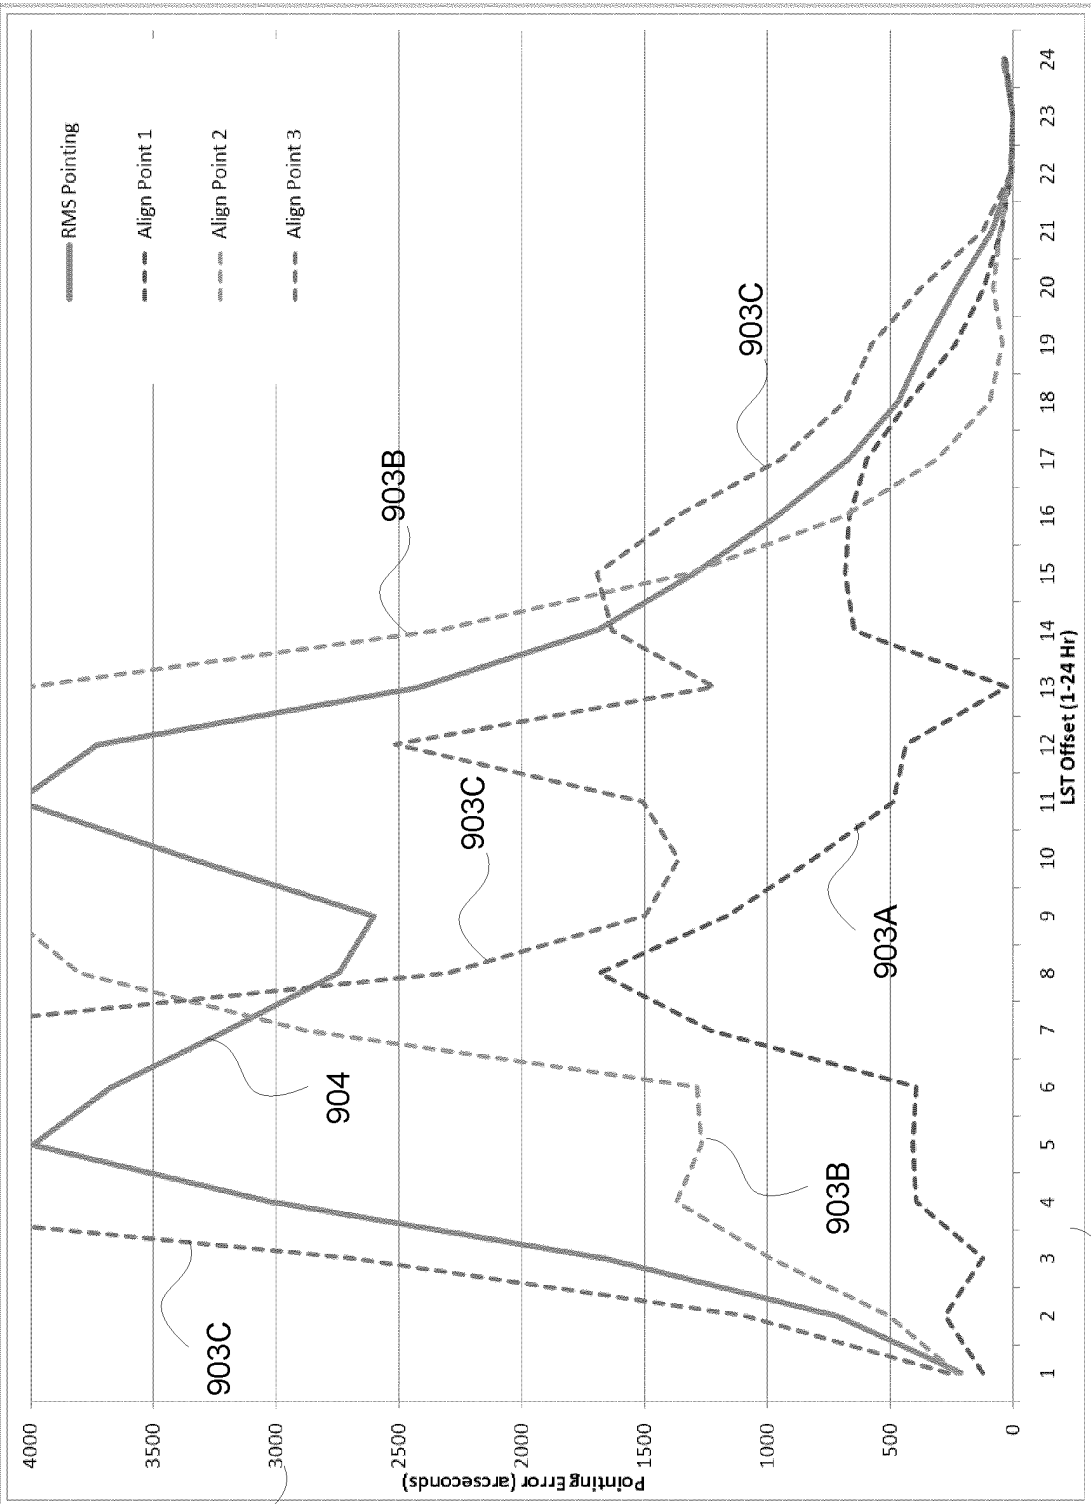 RMS Pointing
Align Point 1
Align Point 2
Align Point 3
4000
3500
3000
2500
2000
1500
1000
500
0
Pointing Error (arcseconds)
903C
904
903B
903C
903B
903A
903C
1 2 3 4 5 6 7 8 9 10 11 12 13 14 15 16 17 18 19 20 21 22 23 24
LST Offset (1-24 Hr)